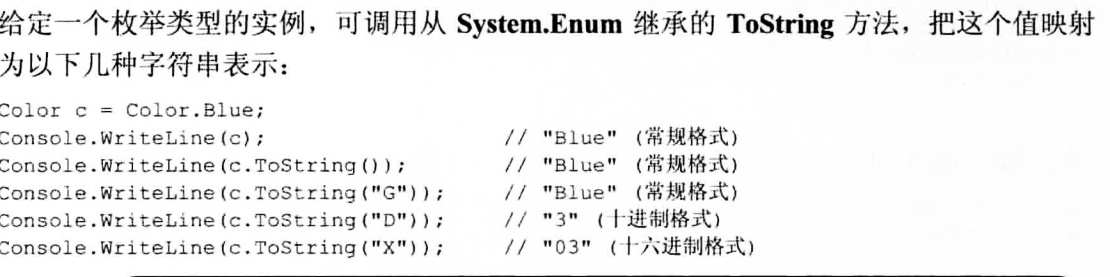 给定一个枚举类型的实例，可调用从 System.Enum 继承的 ToString 方法，把这个值映射
为以下几种字符串表示：
Color c = Color.Blue;
Console.WriteLine(c); // "Blue" (常规格式)
Console.WriteLine(c.ToString()); // "Blue" (常规格式)
Console.WriteLine(c.ToString("G")); // "Blue" (常规格式)
Console.WriteLine(c.ToString("D")); // "3" (十进制格式)
Console.WriteLine(c.ToString("X")); // "03" (十六进制格式)